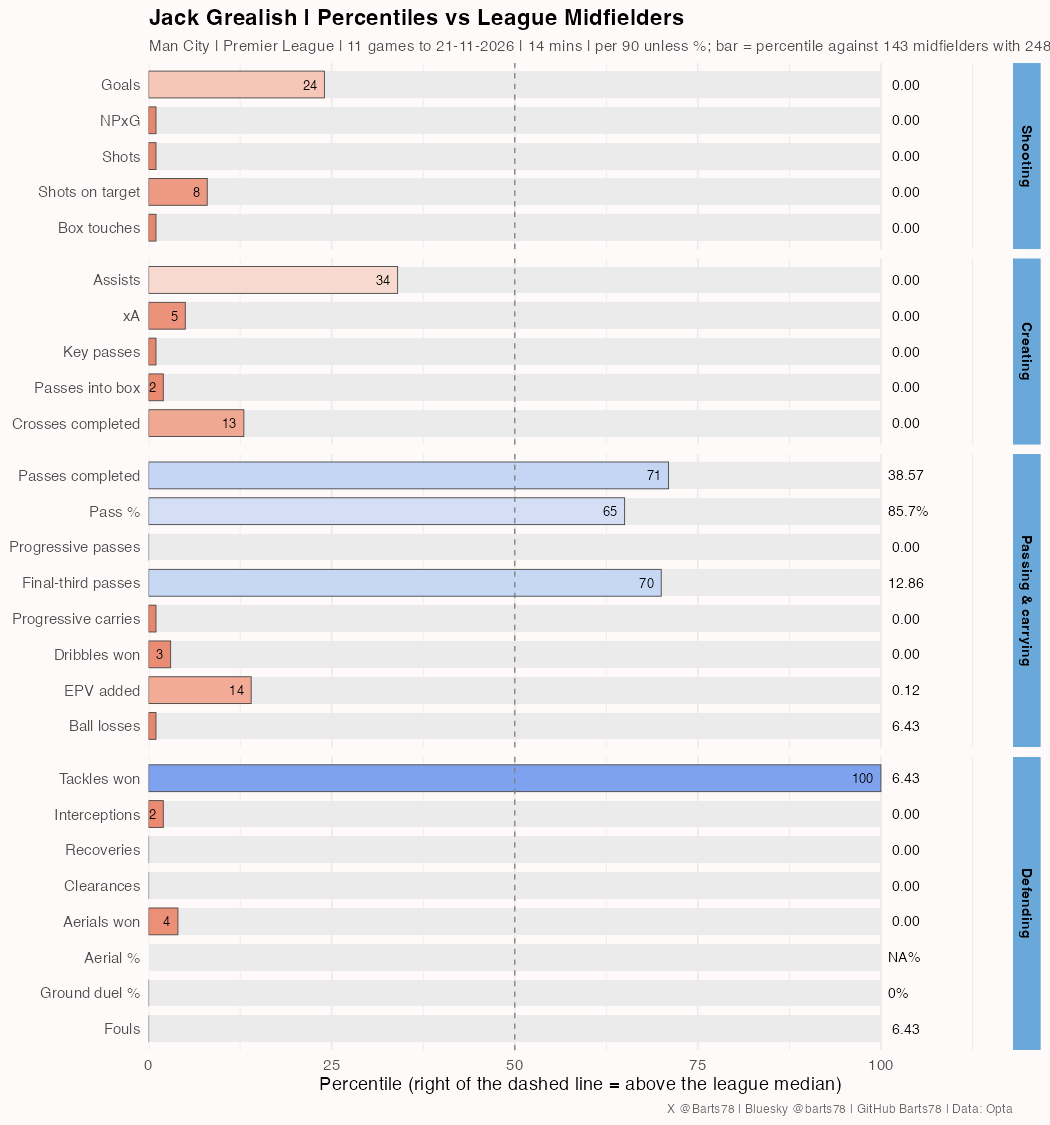 Jack Grealish | Percentiles vs League Midfielders
Man City | Premier League | 11 games to 21-11-2026 | 14 mins | per 90 unless %; bar = percentile against 143 midfielders with 248
Goals 24 0.00
NPxG 0.00
Shots 0.00
Shots on target 8 0.00
Box touches 0.00
Shooting
Assists 34 0.00
xA 5 0.00
Key passes 0.00
Passes into box 2 0.00
Crosses completed 13 0.00
Creating
Passes completed 71 38.57
Pass % 65 85.7%
Progressive passes 0.00
Final-third passes 70 12.86
Progressive carries 0.00
Dribbles won 3 0.00
EPV added 14 0.12
Ball losses 6.43
Passing & carrying
Tackles won 100 6.43
Interceptions 2 0.00
Recoveries 0.00
Clearances 0.00
Aerials won 4 0.00
Aerial % NA%
Ground duel % 0%
Fouls 6.43
Defending
0 25 50 75 100
Percentile (right of the dashed line = above the league median)
X @Barts78 | Bluesky @barts78 | GitHub Barts78 | Data: Opta